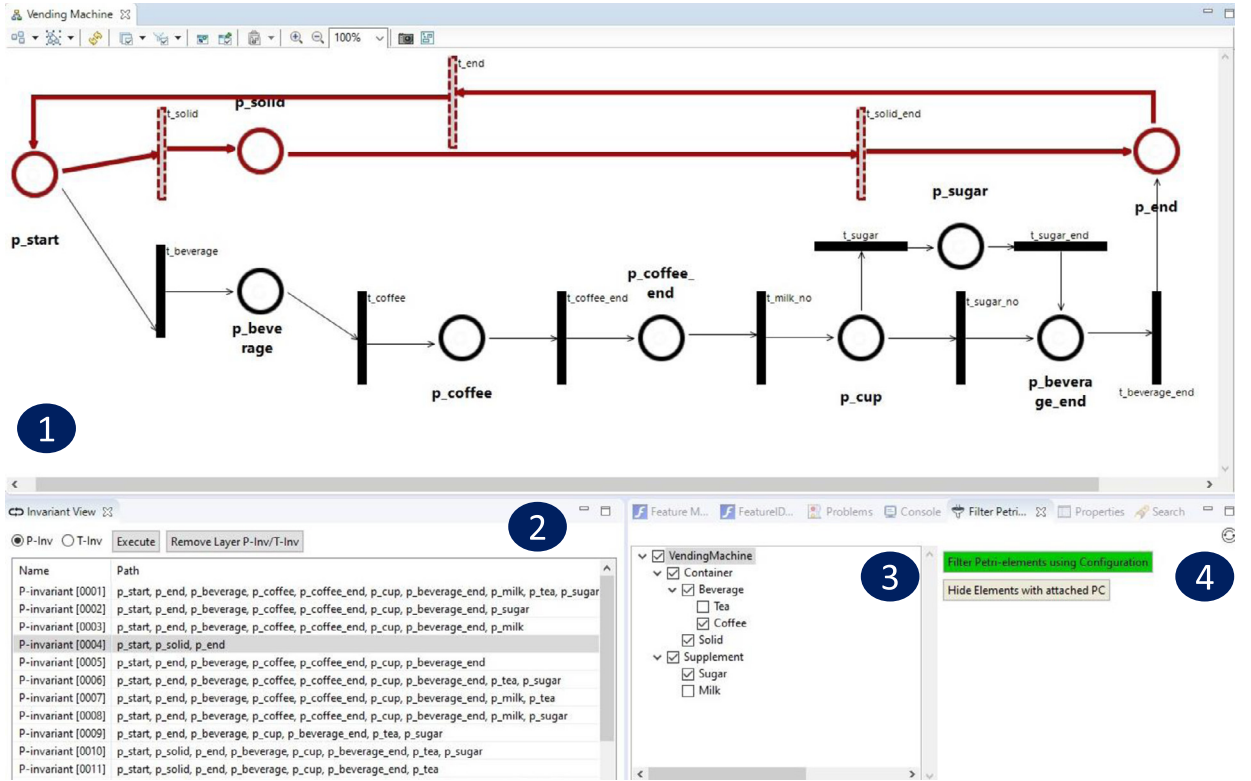 Vending Machine
100%
t_end
t_solid
p_solid
t_solid_end
p_start
p_sugar
p_end
t_beverage
t_sugar
t_sugar_end
p_coffee_
end
t_coffee
t_coffee_end
t_milk_no
t_sugar_no
p_beve
rage
p_coffee
p_cup
p_bevera
ge_end
t_beverage_end
1
Invariant View
2
P-Inv T-Inv Execute Remove Layer P-Inv/T-Inv
Name Path
P-invariant [0001] p_start, p_end, p_beverage, p_coffee, p_coffee_end, p_cup, p_beverage_end, p_milk, p_tea, p_sugar
P-invariant [0002] p_start, p_end, p_beverage, p_coffee, p_coffee_end, p_cup, p_beverage_end, p_sugar
P-invariant [0003] p_start, p_end, p_beverage, p_coffee, p_coffee_end, p_cup, p_beverage_end, p_milk
P-invariant [0004] p_start, p_solid, p_end
P-invariant [0005] p_start, p_end, p_beverage, p_coffee, p_coffee_end, p_cup, p_beverage_end
P-invariant [0006] p_start, p_end, p_beverage, p_coffee, p_coffee_end, p_cup, p_beverage_end, p_tea, p_sugar
P-invariant [0007] p_start, p_end, p_beverage, p_coffee, p_coffee_end, p_cup, p_beverage_end, p_milk, p_tea
P-invariant [0008] p_start, p_end, p_beverage, p_coffee, p_coffee_end, p_cup, p_beverage_end, p_milk, p_sugar
P-invariant [0009] p_start, p_end, p_beverage, p_cup, p_beverage_end, p_tea, p_sugar
P-invariant [0010] p_start, p_solid, p_end, p_beverage, p_cup, p_beverage_end, p_tea, p_sugar
P-invariant [0011] p_start, p_solid, p_end, p_beverage, p_cup, p_beverage_end, p_tea
Feature M... FeatureID... Problems Console Filter Petri... Properties Search
VendingMachine
Container
Beverage
Tea
Coffee
Solid
Supplement
Sugar
Milk
3
Filter Petri-elements using Configuration
Hide Elements with attached PC
4